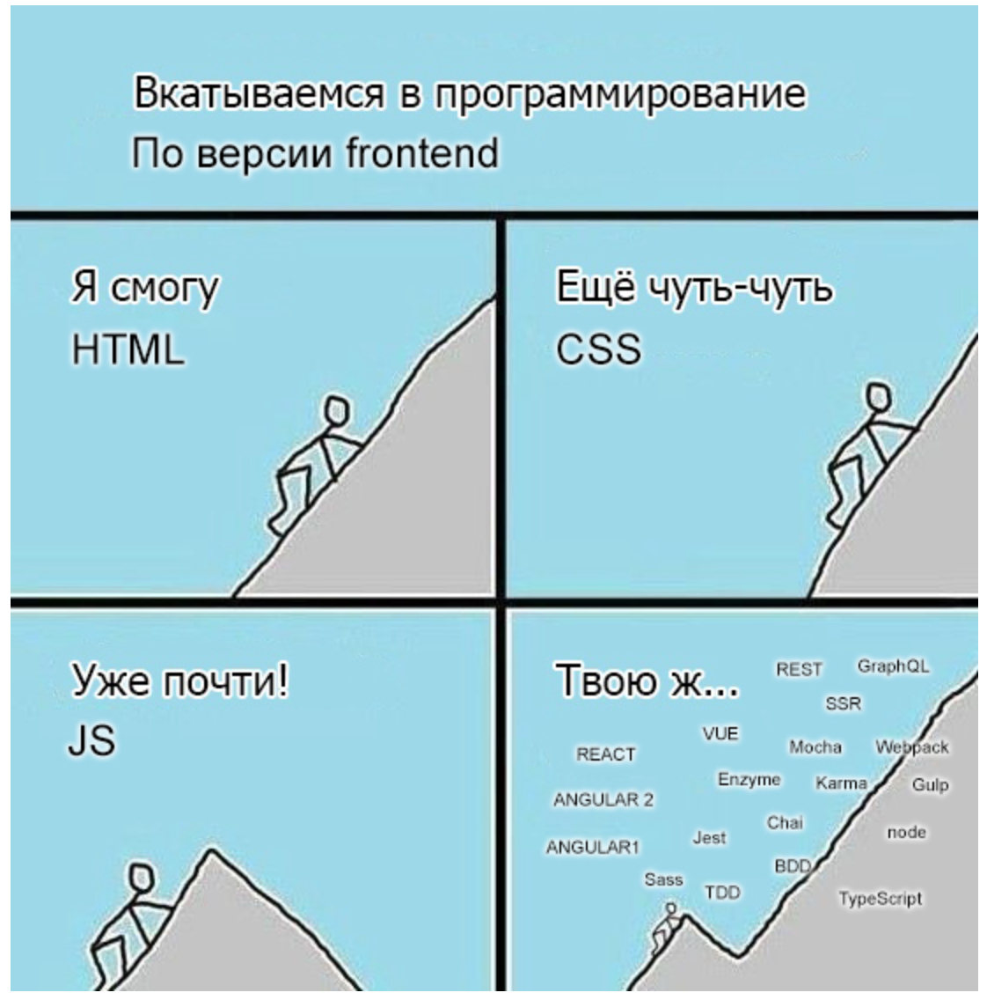 Вкатываемся в программирование
По версии frontend
Я смогу
HTML
Ещё чуть-чуть
CSS
Уже почти!
JS
Твою ж...
REST
GraphQL
SSR
VUE
REACT
Mocha
Webpack
Enzyme
Karma
Gulp
ANGULAR 2
Chai
node
Jest
ANGULAR1
BDD
Sass
TDD
TypeScript